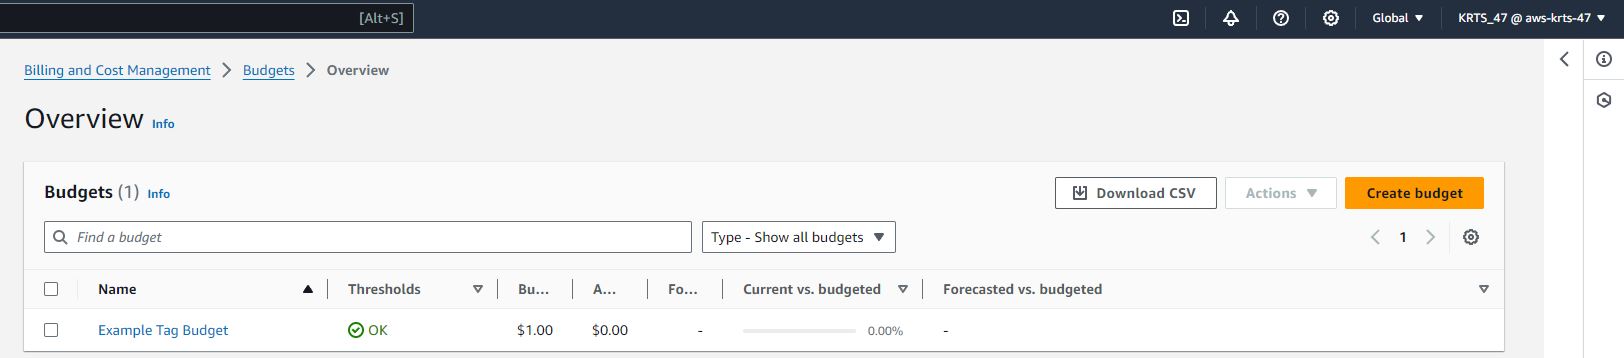 [Alt+S] Global KRTS_47 @ aws-krts-47
Billing and Cost Management Budgets Overview
Overview Info
Budgets (1) Info Download CSV Actions Create budget
Find a budget Type - Show all budgets 1
Name Thresholds Bu... A... Fo... Current vs. budgeted Forecasted vs. budgeted
Example Tag Budget OK $1.00 $0.00 - 0.00% -